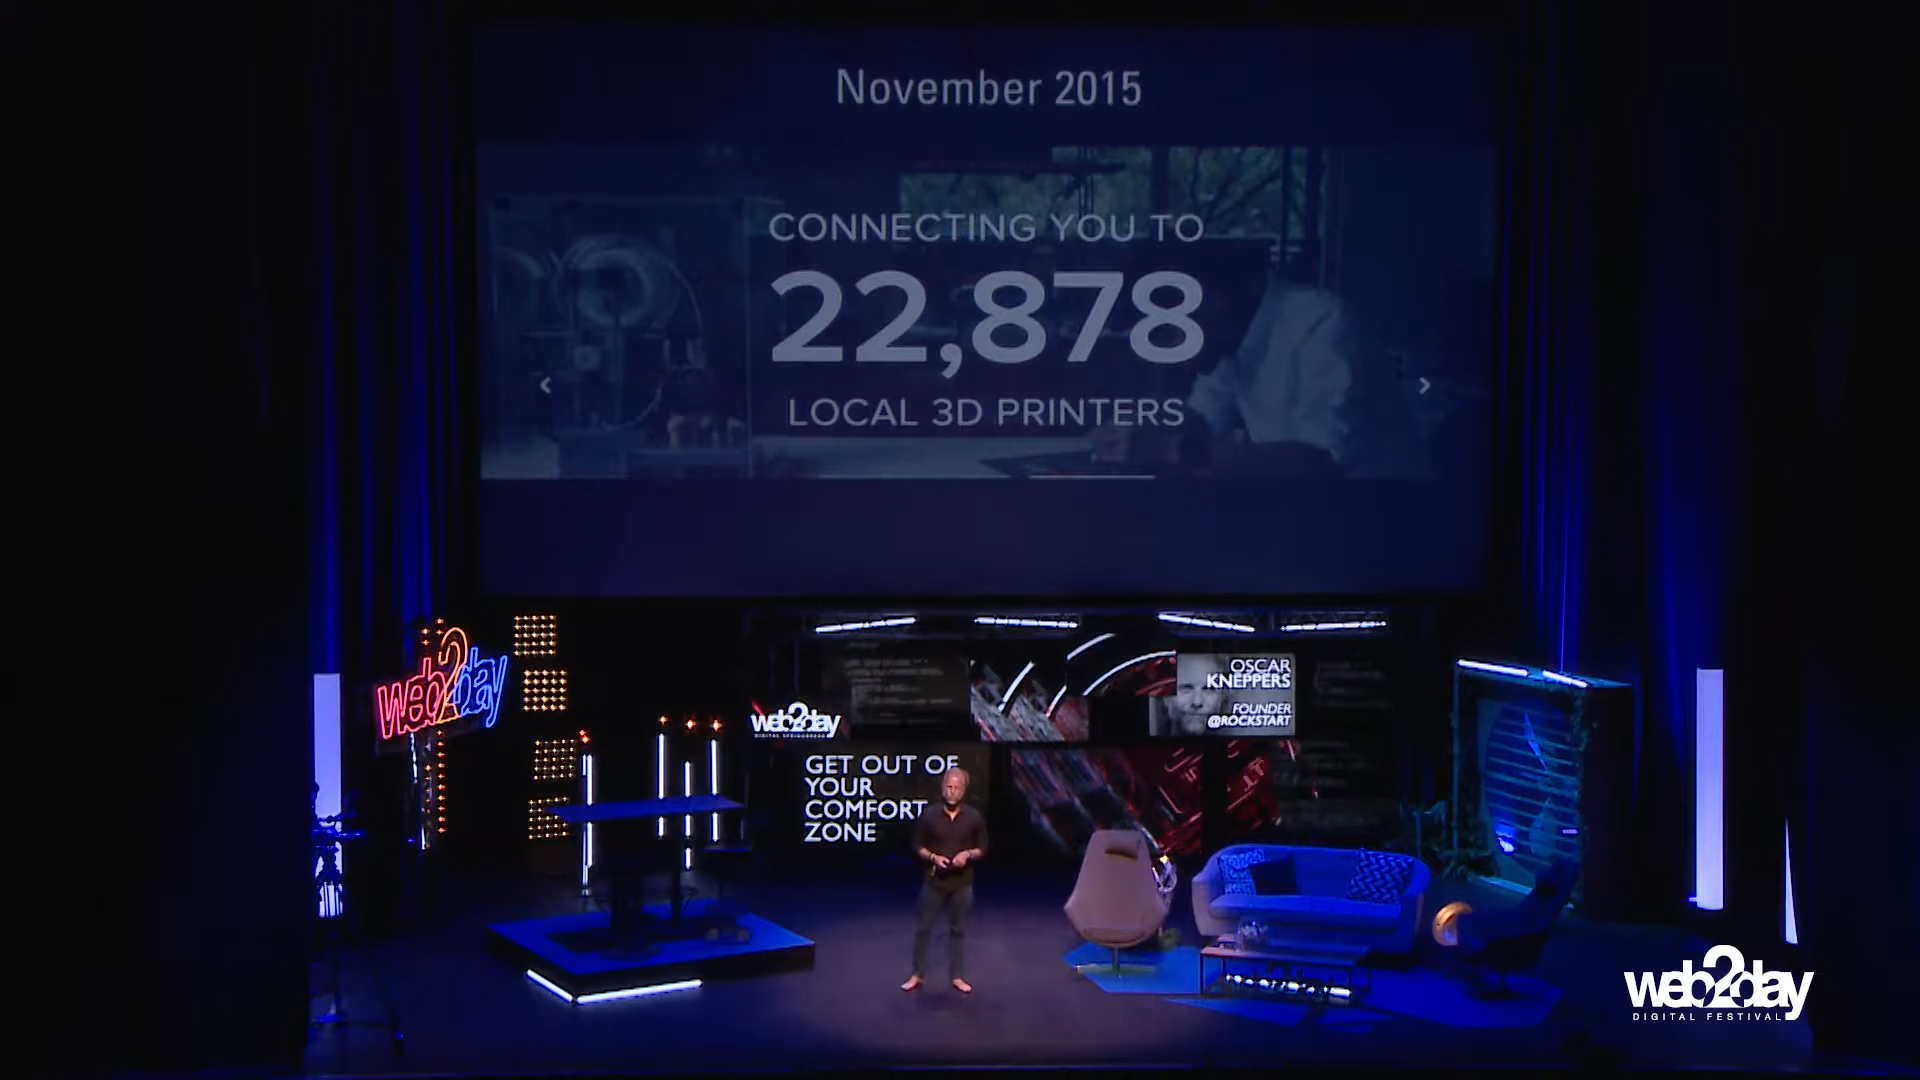 November 2015
CONNECTING YOU TO
22,878
LOCAL 3D PRINTERS
web2day
OSCAR
KNEPPERS
FOUNDER
@ROCKSTART
web2day
GET OUT OF
YOUR
COMFORT
ZONE
web2day
DIGITAL FESTIVAL